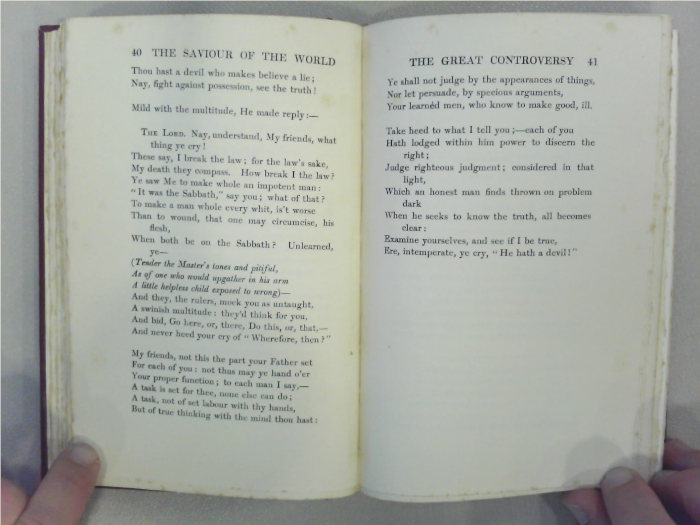 40 THE SAVIOUR OF THE WORLD
Thou hast a devil who makes believe a lie;
Nay, fight against possession, see the truth!
Mild with the multitude, He made reply:—
THE LORD. Nay, understand, My friends, what
thing ye cry!
These say, I break the law; for the law's sake,
My death they compass. How break I the law?
Ye saw Me to make whole an impotent man:
"It was the Sabbath," say you; what of that?
To make a man whole every whit, is't worse
Than to wound, that one may circumcise, his
flesh,
When both be on the Sabbath? Unlearned,
ye—
(Tender the Master's tones and pitiful,
As of one who would upgather in his arm
A little helpless child exposed to wrong)—
And they, the rulers, mock you as untaught,
A swinish multitude: they'd think for you,
And bid, Go here, or, there, Do this, or, that,—
And never heed your cry of "Wherefore, then?"
My friends, not this the part your Father set
For each of you: not thus may ye hand o'er
Your proper function; to each man I say,—
A task is set for thee, none else can do;
A task, not of set labour with thy hands,
But of true thinking with the mind thou hast:
THE GREAT CONTROVERSY 41
Ye shall not judge by the appearances of things,
Nor let persuade, by specious arguments,
Your learnéd men, who know to make good, ill.
Take heed to what I tell you;—each of you
Hath lodged within him power to discern the
right;
Judge righteous judgment; considered in that
light,
Which an honest man finds thrown on problem
dark
When he seeks to know the truth, all becomes
clear:
Examine yourselves, and see if I be true,
Ere, intemperate, ye cry, "He hath a devil!"